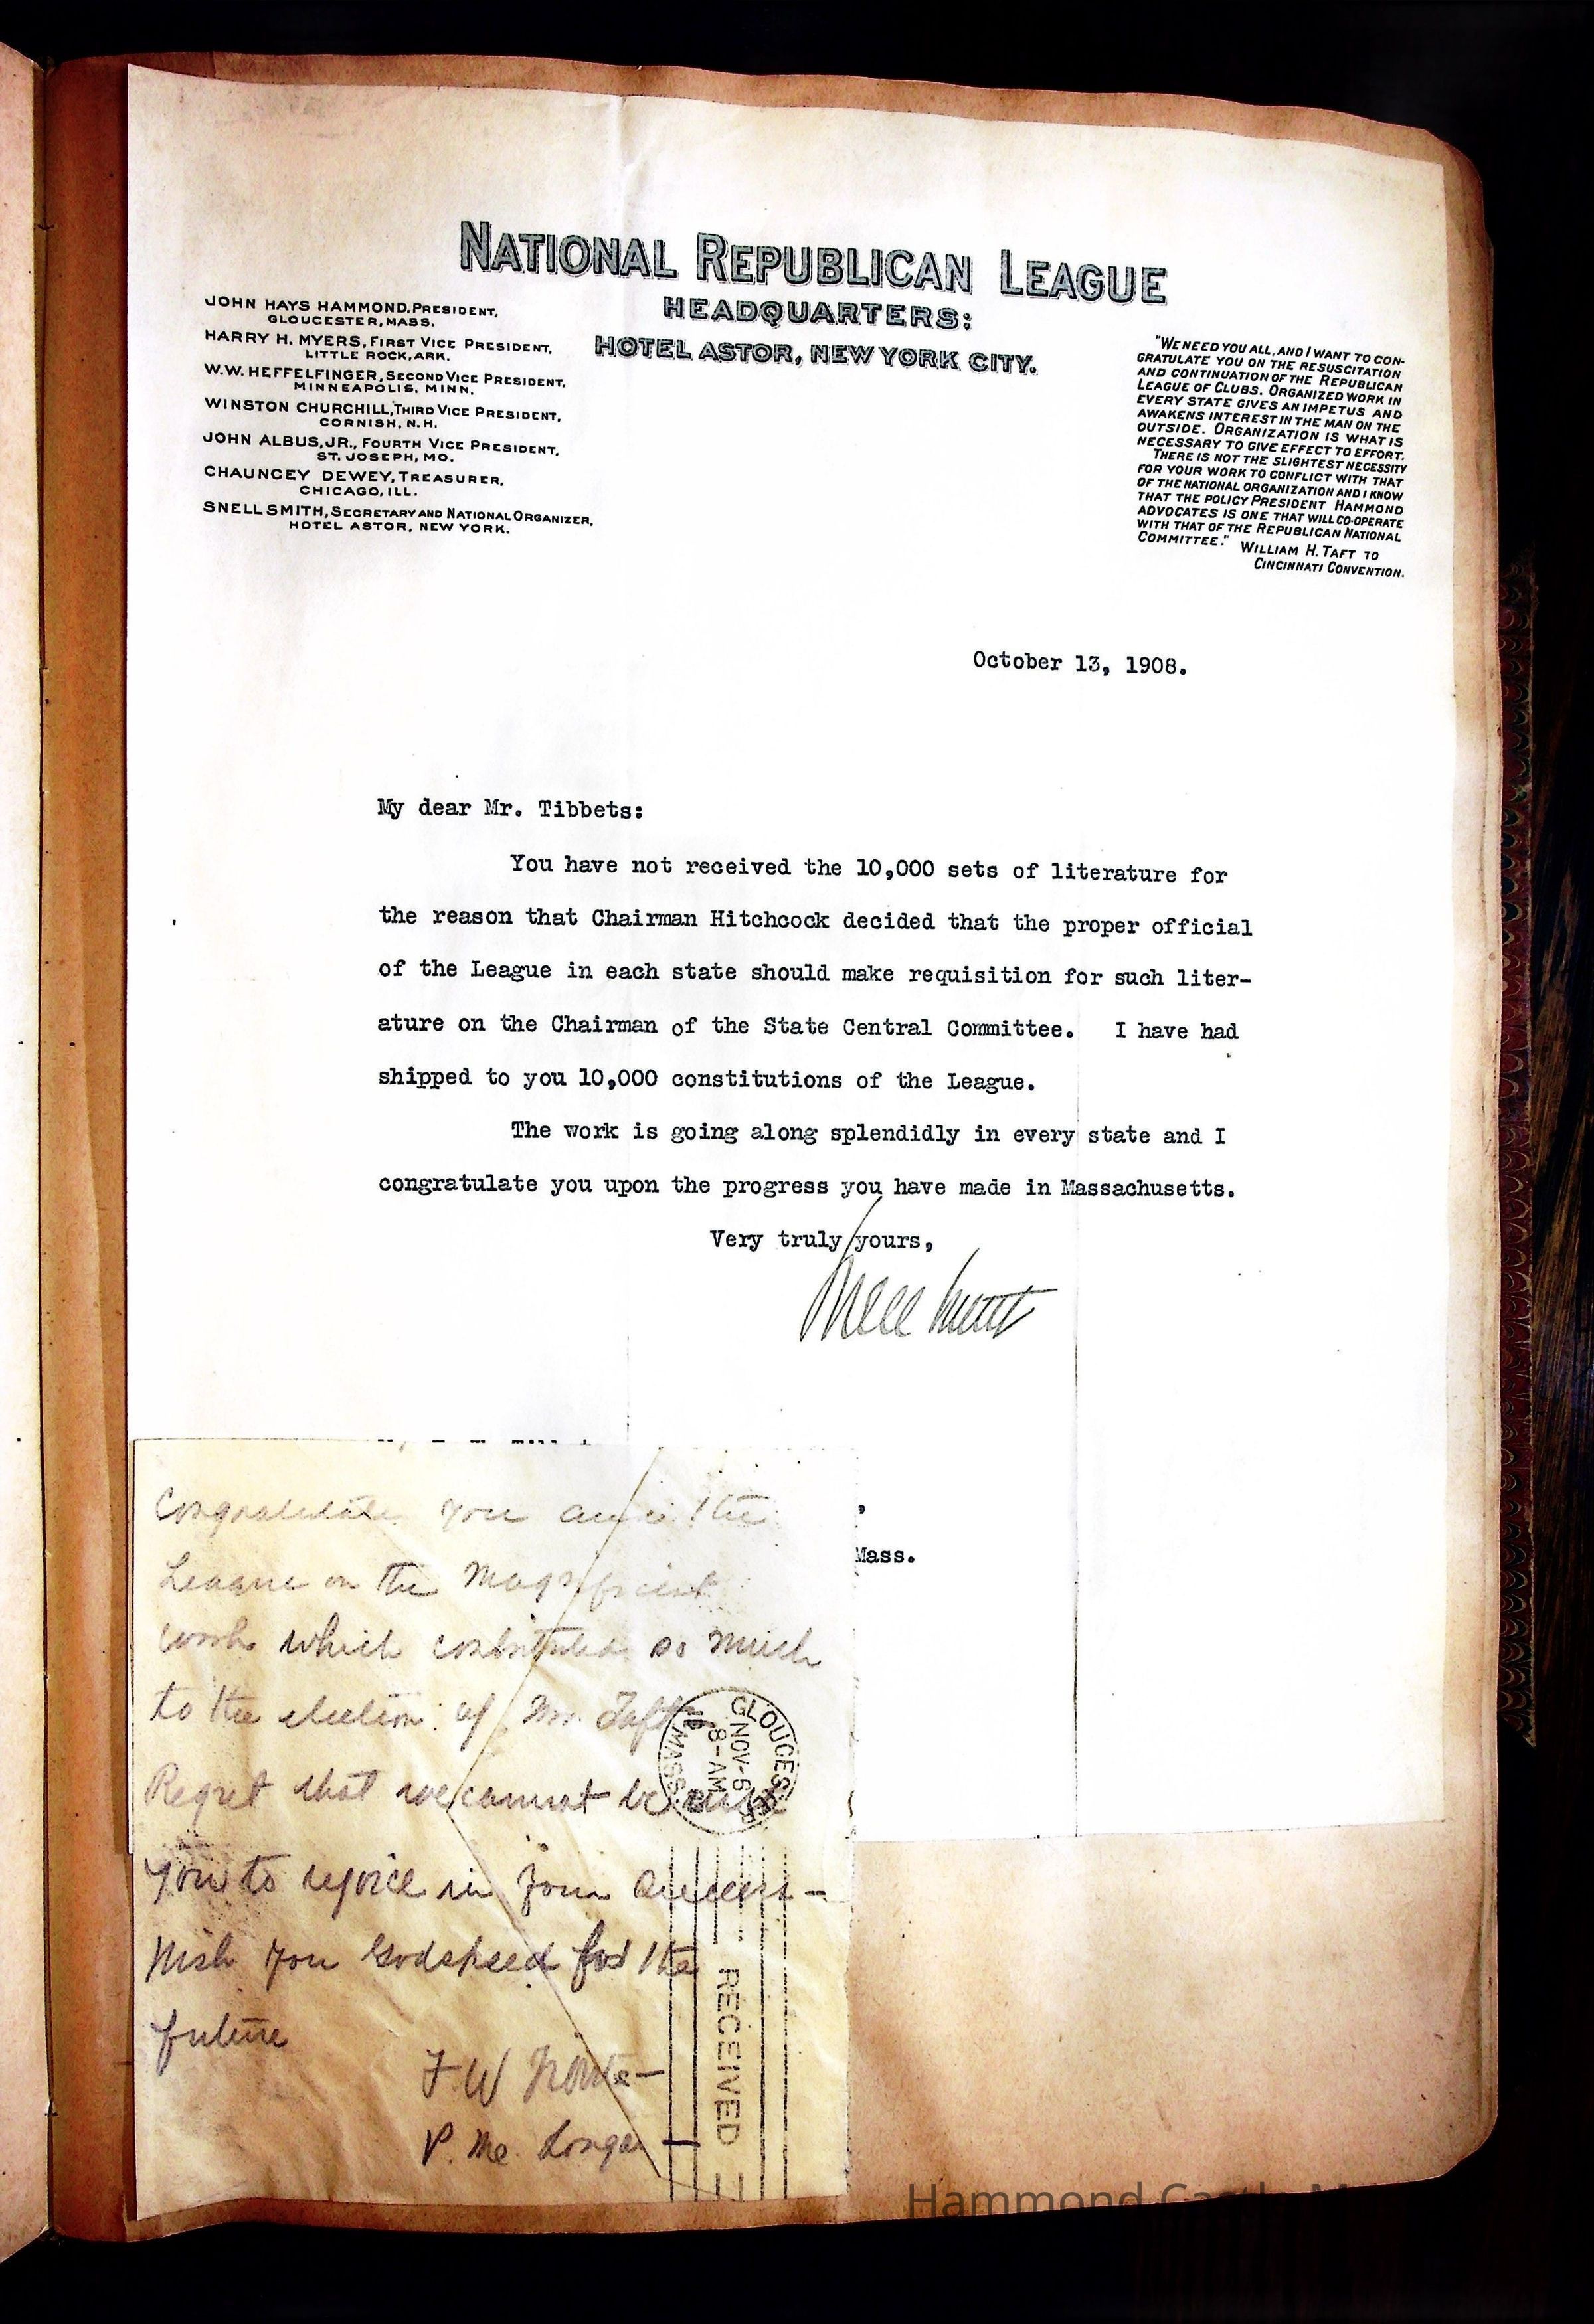 NATIONAL REPUBLICAN LEAGUE
HEADQUARTERS:
HOTEL ASTOR, NEW YORK CITY.
JOHN HAYS HAMMOND, PRESIDENT,
GLOUCESTER, MASS.
HARRY H. MYERS, FIRST VICE PRESIDENT,
LITTLE ROCK, ARK.
W.W. HEFFELFINGER, SECOND VICE PRESIDENT,
MINNEAPOLIS, MINN.
WINSTON CHURCHILL, THIRD VICE PRESIDENT,
CORNISH, N.H.
JOHN ALBUS, JR., FOURTH VICE PRESIDENT,
ST. JOSEPH, MO.
CHAUNCEY DEWEY, TREASURER,
CHICAGO, ILL.
SNELL SMITH, SECRETARY AND NATIONAL ORGANIZER,
HOTEL ASTOR, NEW YORK.
"WE NEED YOU ALL, AND I WANT TO CON-
GRATULATE YOU ON THE RESUSCITATION
AND CONTINUATION OF THE REPUBLICAN
LEAGUE OF CLUBS. ORGANIZED WORK IN
EVERY STATE GIVES AN IMPETUS AND
AWAKENS INTEREST IN THE MAN ON THE
OUTSIDE. ORGANIZATION IS WHAT IS
NECESSARY TO GIVE EFFECT TO EFFORT.
THERE IS NOT THE SLIGHTEST NECESSITY
FOR YOUR WORK TO CONFLICT WITH THAT
OF THE NATIONAL ORGANIZATION AND I KNOW
THAT THE POLICY PRESIDENT HAMMOND
ADVOCATES IS ONE THAT WILL CO-OPERATE
WITH THAT OF THE REPUBLICAN NATIONAL
COMMITTEE." WILLIAM H. TAFT TO
CINCINNATI CONVENTION.
October 13, 1908.
My dear Mr. Tibbets:
You have not received the 10,000 sets of literature for
the reason that Chairman Hitchcock decided that the proper official
of the League in each state should make requisition for such liter-
ature on the Chairman of the State Central Committee. I have had
shipped to you 10,000 constitutions of the League.
The work is going along splendidly in every state and I
congratulate you upon the progress you have made in Massachusetts.
Very truly yours,
Snell Smith
Mass.
Congratulate you and the
League on the Magnificent
work which contributed so much
to the election of Mr. Taft
Regret that we cannot be with
you to rejoice in your success -
Wish you Godspeed for the
future
F. W
P. Mc.
GLOUCESTER
MASS.
NOV-6
8-AM
RECEIVED
Hammond Castle M